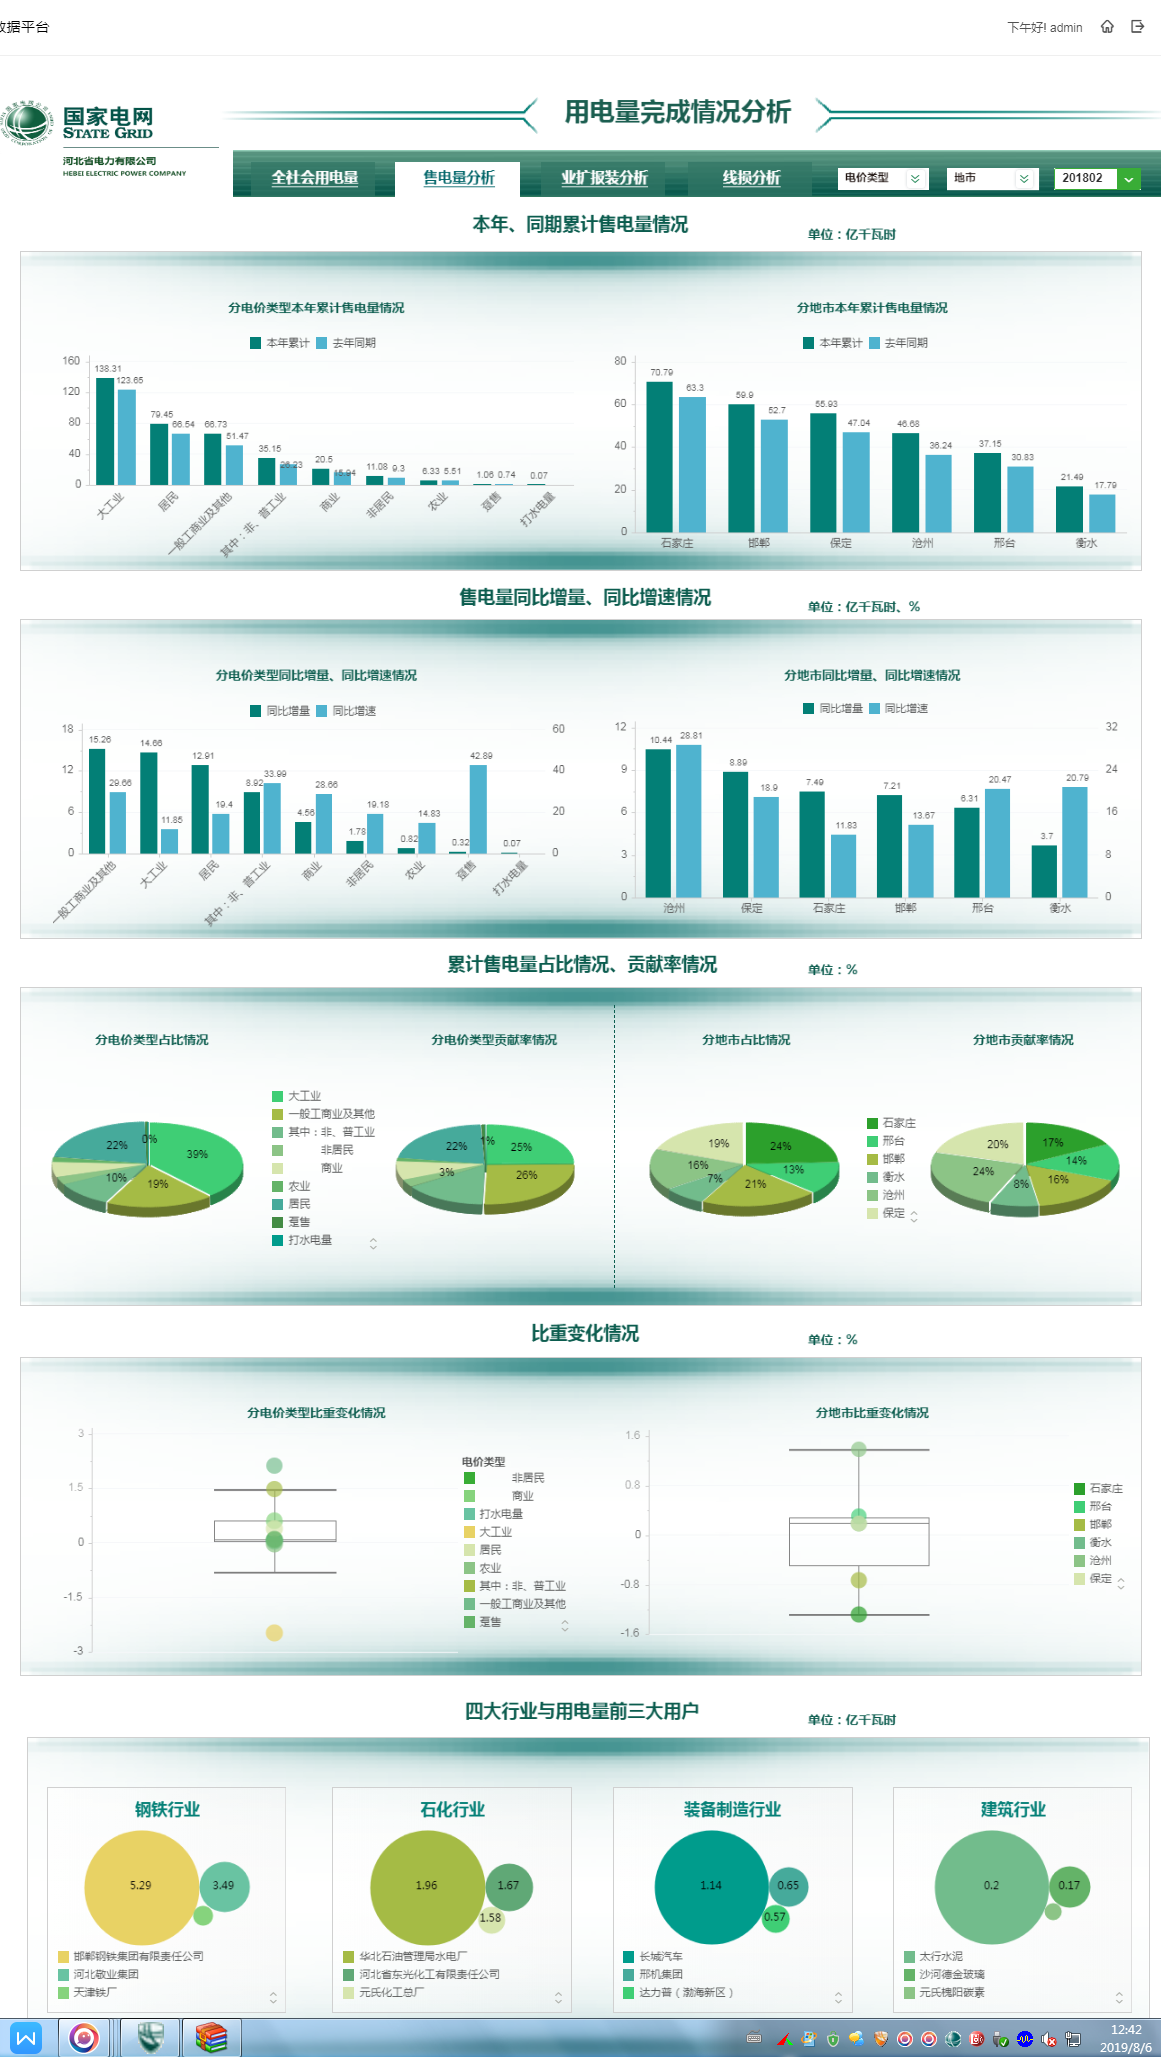 数据平台
下午好! admin
国家电网
STATE GRID
河北省电力有限公司
HEBEI ELECTRIC POWER COMPANY
用电量完成情况分析
全社会用电量 售电量分析 业扩报装分析 线损分析 电价类型 地市 201802
本年、同期累计售电量情况 单位：亿千瓦时
分电价类型本年累计售电量情况
本年累计 去年同期
160
120
80
40
0
138.31 123.65 79.45 66.54 66.73 51.47 35.15 26.23 20.5 15.94 11.08 9.3 6.33 5.51 1.06 0.74 0.07
大工业 居民 一般工商业及其他 其中：非、普工业 商业 非居民 农业 趸售 打水电量
分地市本年累计售电量情况
本年累计 去年同期
80
60
40
20
0
70.79 63.3 59.9 52.7 55.93 47.04 46.68 36.24 37.15 30.83 21.49 17.79
石家庄 邯郸 保定 沧州 邢台 衡水
售电量同比增量、同比增速情况 单位：亿千瓦时、%
分电价类型同比增量、同比增速情况
同比增量 同比增速
18
12
6
0
60
40
20
0
15.26 29.66 14.66 11.85 12.91 19.4 8.92 33.99 4.56 28.66 1.78 19.18 0.82 14.83 0.32 42.89 0.07
一般工商业及其他 大工业 居民 其中：非、普工业 商业 非居民 农业 趸售 打水电量
分地市同比增量、同比增速情况
同比增量 同比增速
12
9
6
3
0
32
24
16
8
0
10.44 28.81 8.89 18.9 7.49 11.83 7.21 13.67 6.31 20.47 3.7 20.79
沧州 保定 石家庄 邯郸 邢台 衡水
累计售电量占比情况、贡献率情况 单位：%
分电价类型占比情况
22% 0% 39% 10% 19%
大工业
一般工商业及其他
其中：非、普工业
非居民
商业
农业
居民
趸售
打水电量
分电价类型贡献率情况
22% 1% 25% 3% 26%
分地市占比情况
19% 24% 16% 13% 7% 21%
石家庄
邢台
邯郸
衡水
沧州
保定
分地市贡献率情况
20% 17% 14% 24% 16% 8%
比重变化情况 单位：%
分电价类型比重变化情况
3
1.5
0
-1.5
-3
电价类型
非居民
商业
打水电量
大工业
居民
农业
其中：非、普工业
一般工商业及其他
趸售
分地市比重变化情况
1.6
0.8
0
-0.8
-1.6
石家庄
邢台
邯郸
衡水
沧州
保定
四大行业与用电量前三大用户 单位：亿千瓦时
钢铁行业
5.29 3.49
邯郸钢铁集团有限责任公司
河北敬业集团
天津铁厂
石化行业
1.96 1.67
1.58
华北石油管理局水电厂
河北省东光化工有限责任公司
元氏化工总厂
装备制造行业
1.14 0.65
0.57
长城汽车
邢机集团
达力普（渤海新区）
建筑行业
0.2 0.17
太行水泥
沙河德金玻璃
元氏槐阳碳素
12:42
2019/8/6